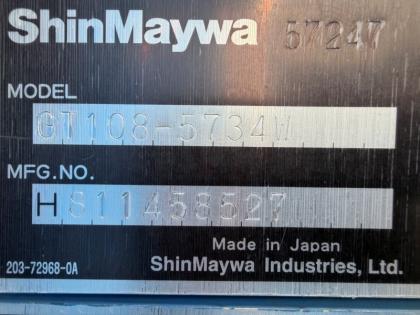 ShinMaywa 57247
MODEL
GT108-5734W
MFG.NO.
HS11458527
Made in Japan
203-72968-0A ShinMaywa Industries, Ltd.